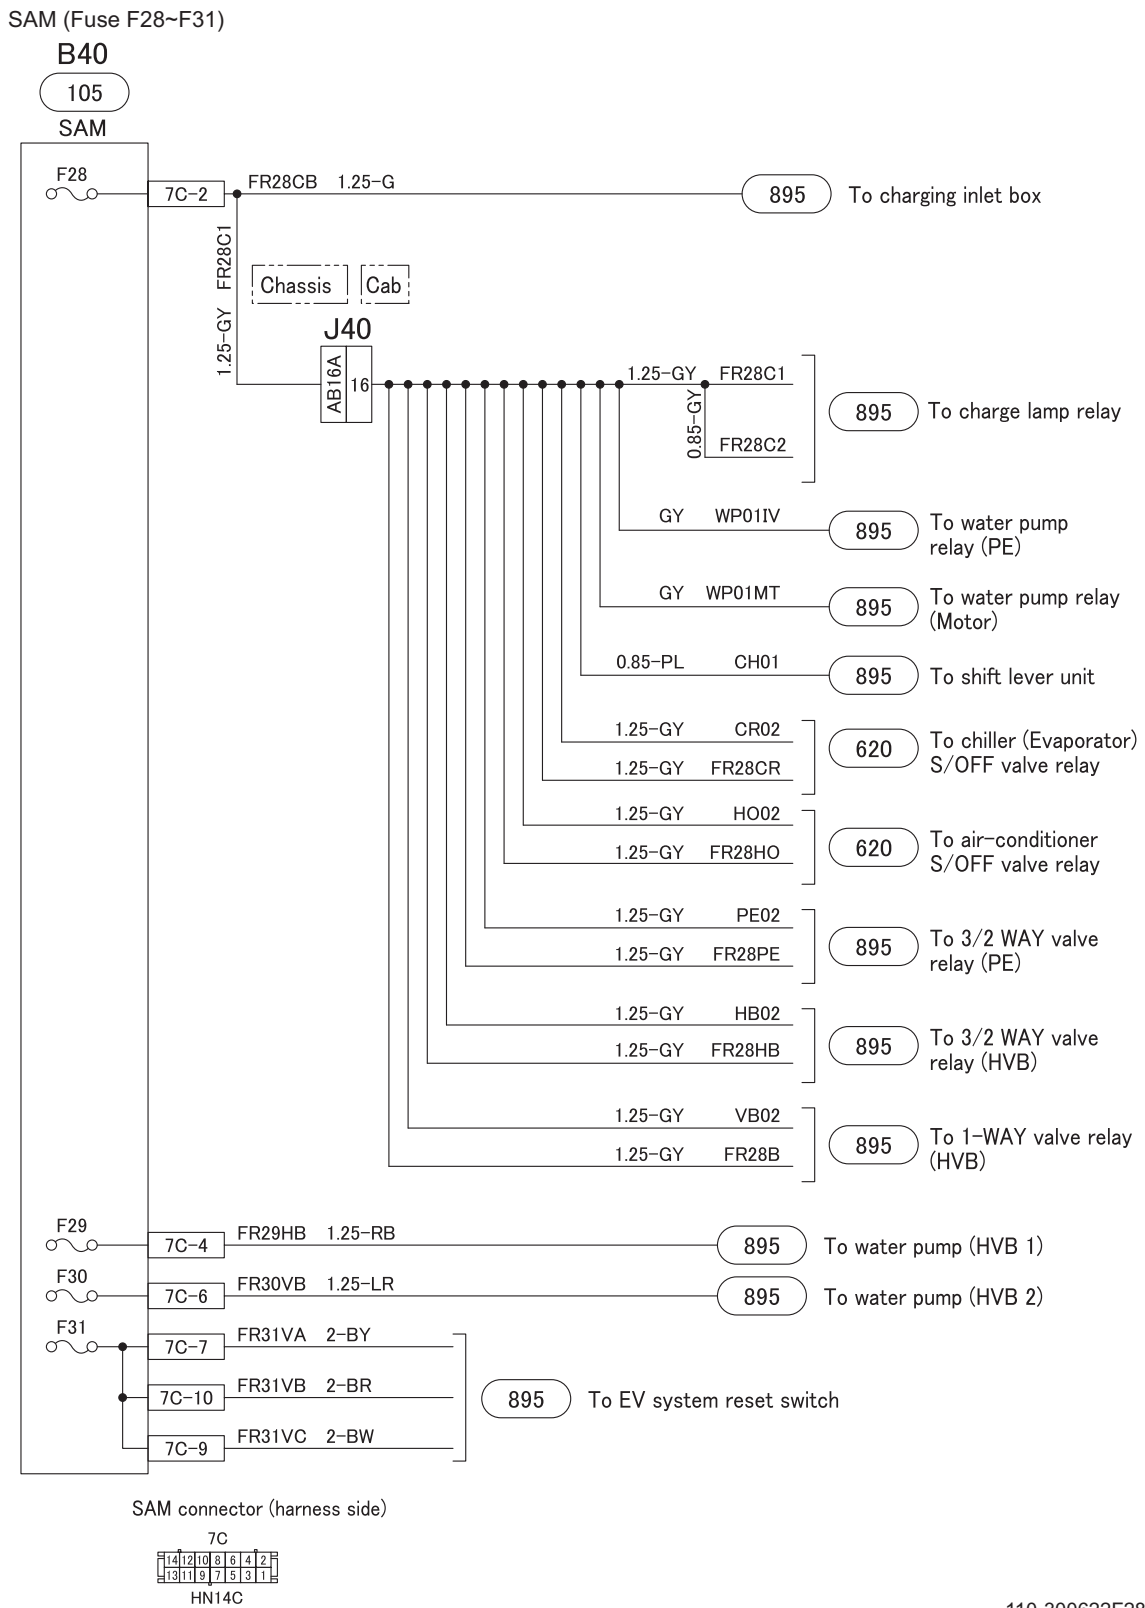 SAM (Fuse F28~F31)
B40
105
SAM
F28
7C-2
FR28CB 1.25-G
895
To charging inlet box
1.25-GY FR28C1
Chassis
Cab
J40
AB16A
16
1.25-GY FR28C1
0.85-GY
FR28C2
895
To charge lamp relay
GY WP01IV
895
To water pump
relay (PE)
GY WP01MT
895
To water pump relay
(Motor)
0.85-PL CH01
895
To shift lever unit
1.25-GY CR02
1.25-GY FR28CR
620
To chiller (Evaporator)
S/OFF valve relay
1.25-GY HO02
1.25-GY FR28HO
620
To air-conditioner
S/OFF valve relay
1.25-GY PE02
1.25-GY FR28PE
895
To 3/2 WAY valve
relay (PE)
1.25-GY HB02
1.25-GY FR28HB
895
To 3/2 WAY valve
relay (HVB)
1.25-GY VB02
1.25-GY FR28B
895
To 1-WAY valve relay
(HVB)
F29
7C-4
FR29HB 1.25-RB
895
To water pump (HVB 1)
F30
7C-6
FR30VB 1.25-LR
895
To water pump (HVB 2)
F31
7C-7
FR31VA 2-BY
7C-10
FR31VB 2-BR
7C-9
FR31VC 2-BW
895
To EV system reset switch
SAM connector (harness side)
7C
14 12 10 8 6 4 2
13 11 9 7 5 3 1
HN14C